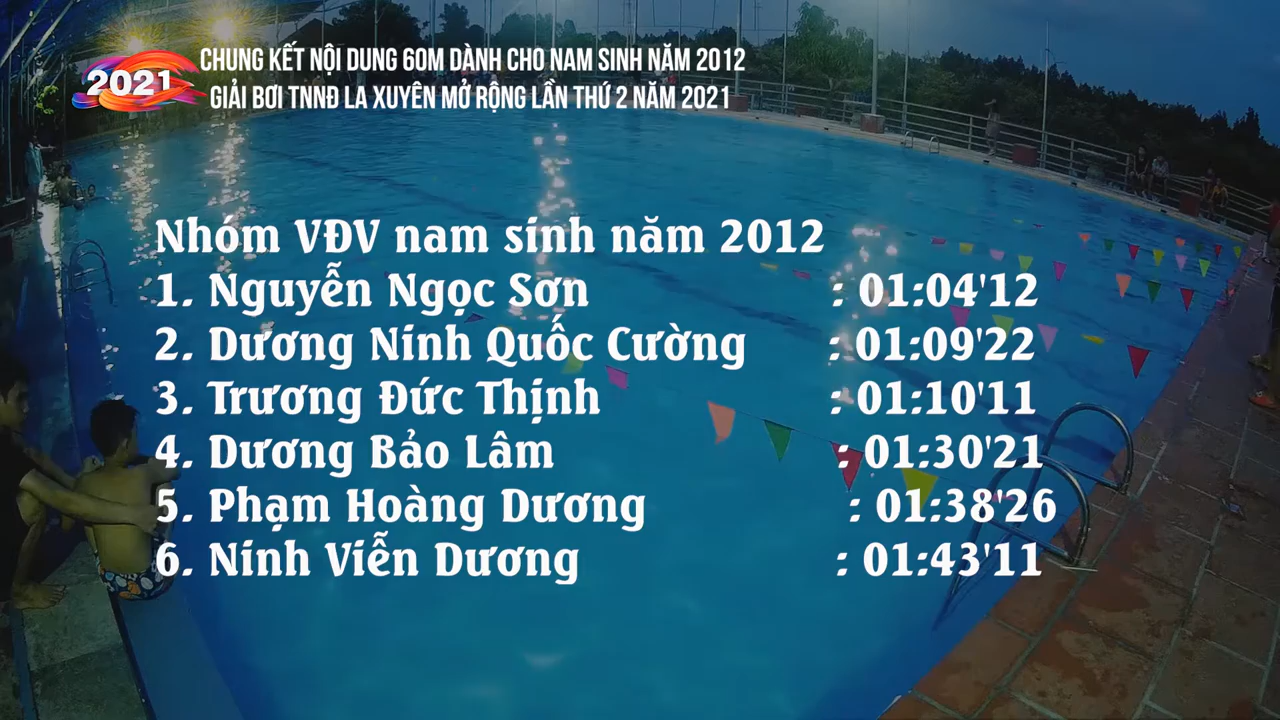 2021
CHUNG KẾT NỘI DUNG 60M DÀNH CHO NAM SINH NĂM 2012
GIẢI BƠI TNNĐ LA XUYÊN MỞ RỘNG LẦN THỨ 2 NĂM 2021
Nhóm VĐV nam sinh năm 2012
1. Nguyễn Ngọc Sơn : 01:04'12
2. Dương Ninh Quốc Cường : 01:09'22
3. Trương Đức Thịnh : 01:10'11
4. Dương Bảo Lâm : 01:30'21
5. Phạm Hoàng Dương : 01:38'26
6. Ninh Viễn Dương : 01:43'11